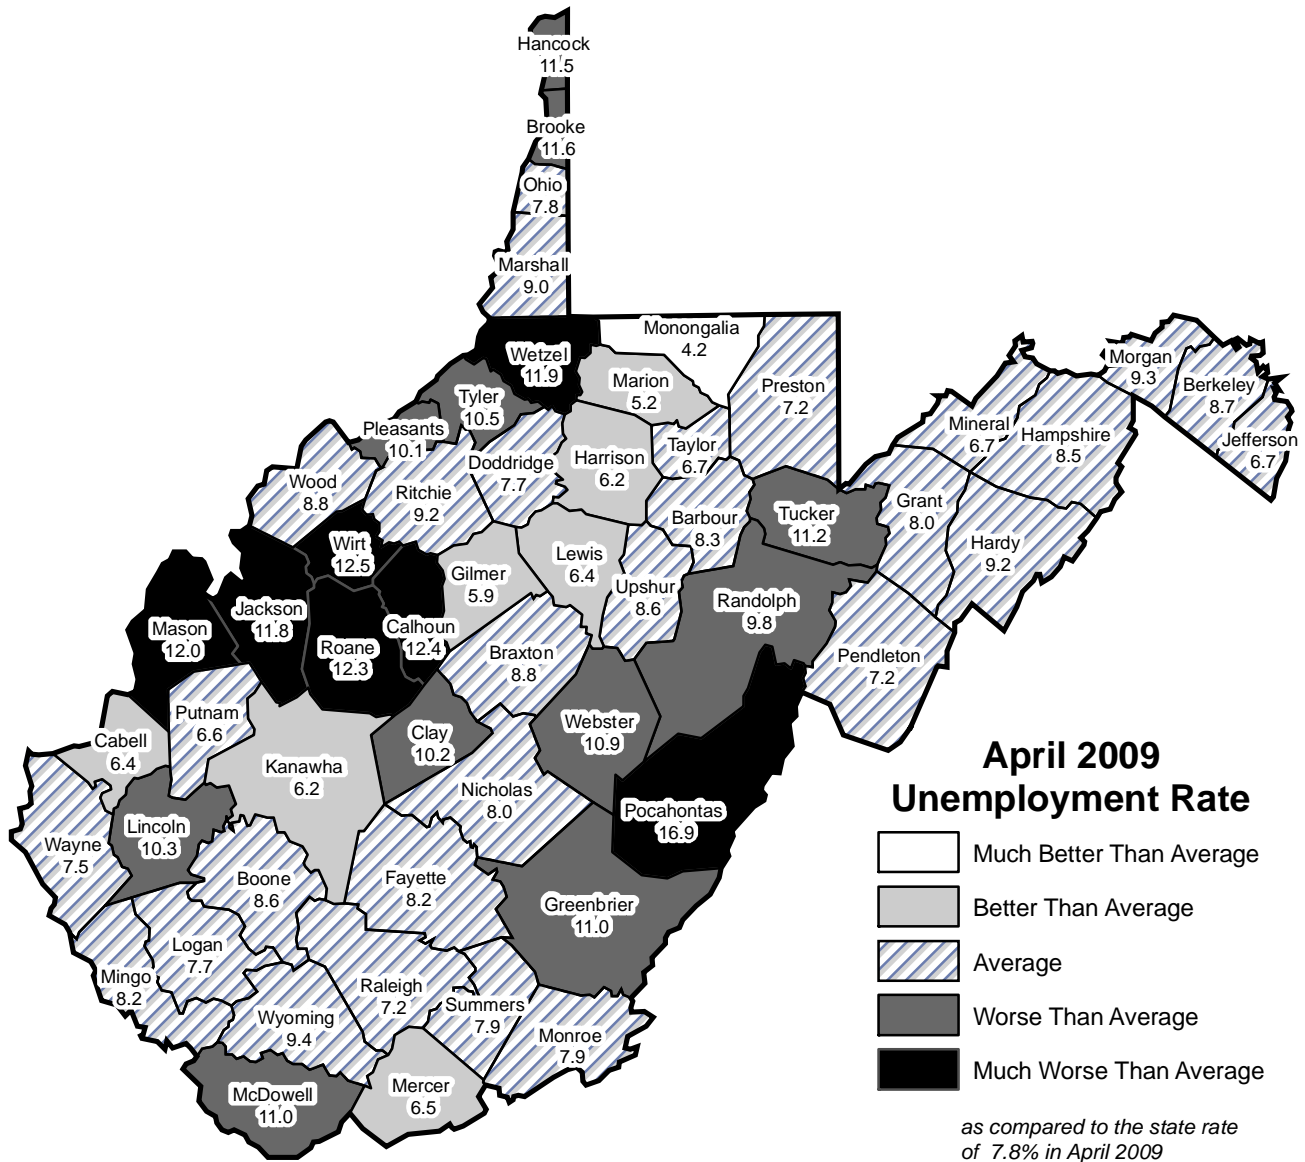 Hancock
11.5
Brooke
11.6
Ohio
7.8
Marshall
9.0
Monongalia
4.2
Wetzel
11.9
Marion
5.2
Preston
7.2
Morgan
9.3
Berkeley
8.7
Tyler
10.5
Pleasants
10.1
Mineral
6.7
Hampshire
8.5
Jefferson
6.7
Taylor
6.7
Doddridge
7.7
Harrison
6.2
Wood
8.8
Ritchie
9.2
Grant
8.0
Barbour
8.3
Tucker
11.2
Hardy
9.2
Wirt
12.5
Lewis
6.4
Gilmer
5.9
Upshur
8.6
Randolph
9.8
Jackson
11.8
Mason
12.0
Calhoun
12.4
Roane
12.3
Braxton
8.8
Pendleton
7.2
Putnam
6.6
Webster
10.9
Clay
10.2
Cabell
6.4
Kanawha
6.2
Nicholas
8.0
Pocahontas
16.9
Lincoln
10.3
Wayne
7.5
Boone
8.6
Fayette
8.2
Greenbrier
11.0
Logan
7.7
Mingo
8.2
Raleigh
7.2
Summers
7.9
Wyoming
9.4
Monroe
7.9
Mercer
6.5
McDowell
11.0
April 2009
Unemployment Rate
Much Better Than Average
Better Than Average
Average
Worse Than Average
Much Worse Than Average
as compared to the state rate
of 7.8% in April 2009